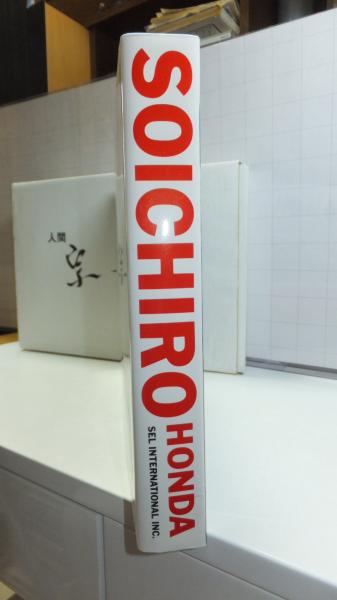 SOICHIRO HONDA
SEL INTERNATIONAL INC.
人間